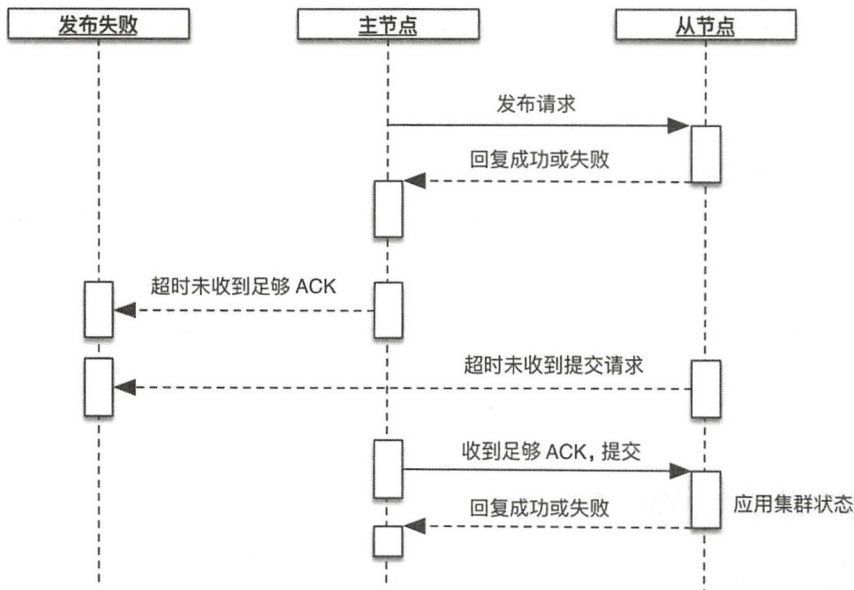 发布失败
主节点
从节点
发布请求
回复成功或失败
超时未收到足够 ACK
超时未收到提交请求
收到足够 ACK，提交
回复成功或失败
应用集群状态